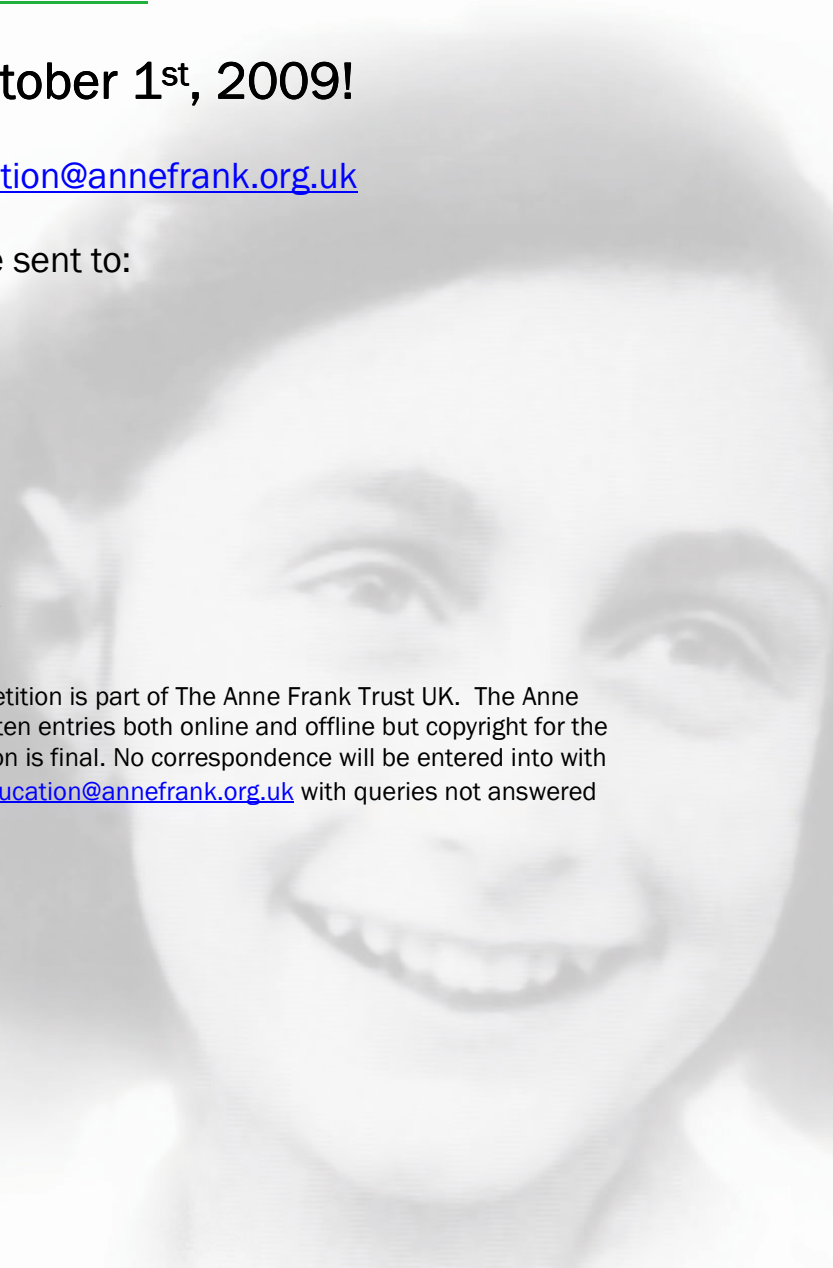 tober 1st, 2009!
tion@annefrank.org.uk
e sent to:
etition is part of The Anne Frank Trust UK.  The Anne
ten entries both online and offline but copyright for the
on is final. No correspondence will be entered into with
ucation@annefrank.org.uk with queries not answered